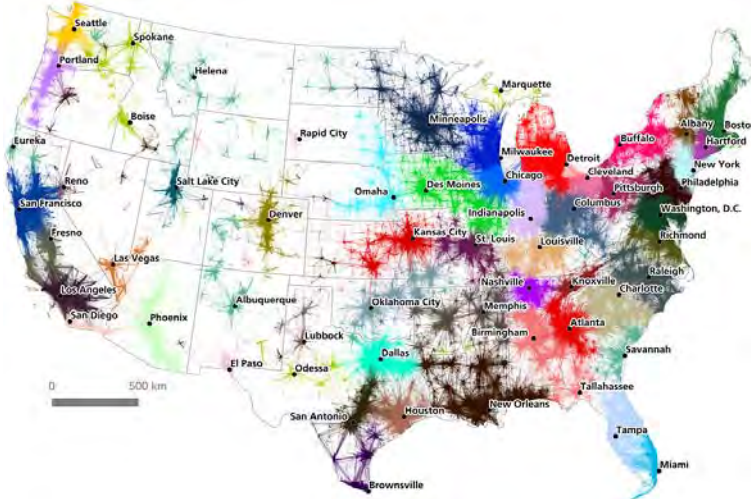 Seattle
Spokane
Portland
Helena
Marquette
Boise
Minneapolis
Albany
Boston
Buffalo
Hartford
Eureka
Rapid City
Milwaukee
Detroit
New York
Chicago
Cleveland
Reno
Salt Lake City
Omaha
Des Moines
Pittsburgh
Philadelphia
San Francisco
Denver
Indianapolis
Columbus
Washington, D.C.
Fresno
Kansas City
St. Louis
Louisville
Richmond
Las Vegas
Los Angeles
Nashville
Knoxville
Raleigh
San Diego
Phoenix
Albuquerque
Oklahoma City
Memphis
Charlotte
Lubbock
Birmingham
Atlanta
El Paso
Odessa
Dallas
Savannah
0 500 km
Tallahassee
San Antonio
Houston
New Orleans
Tampa
Miami
Brownsville